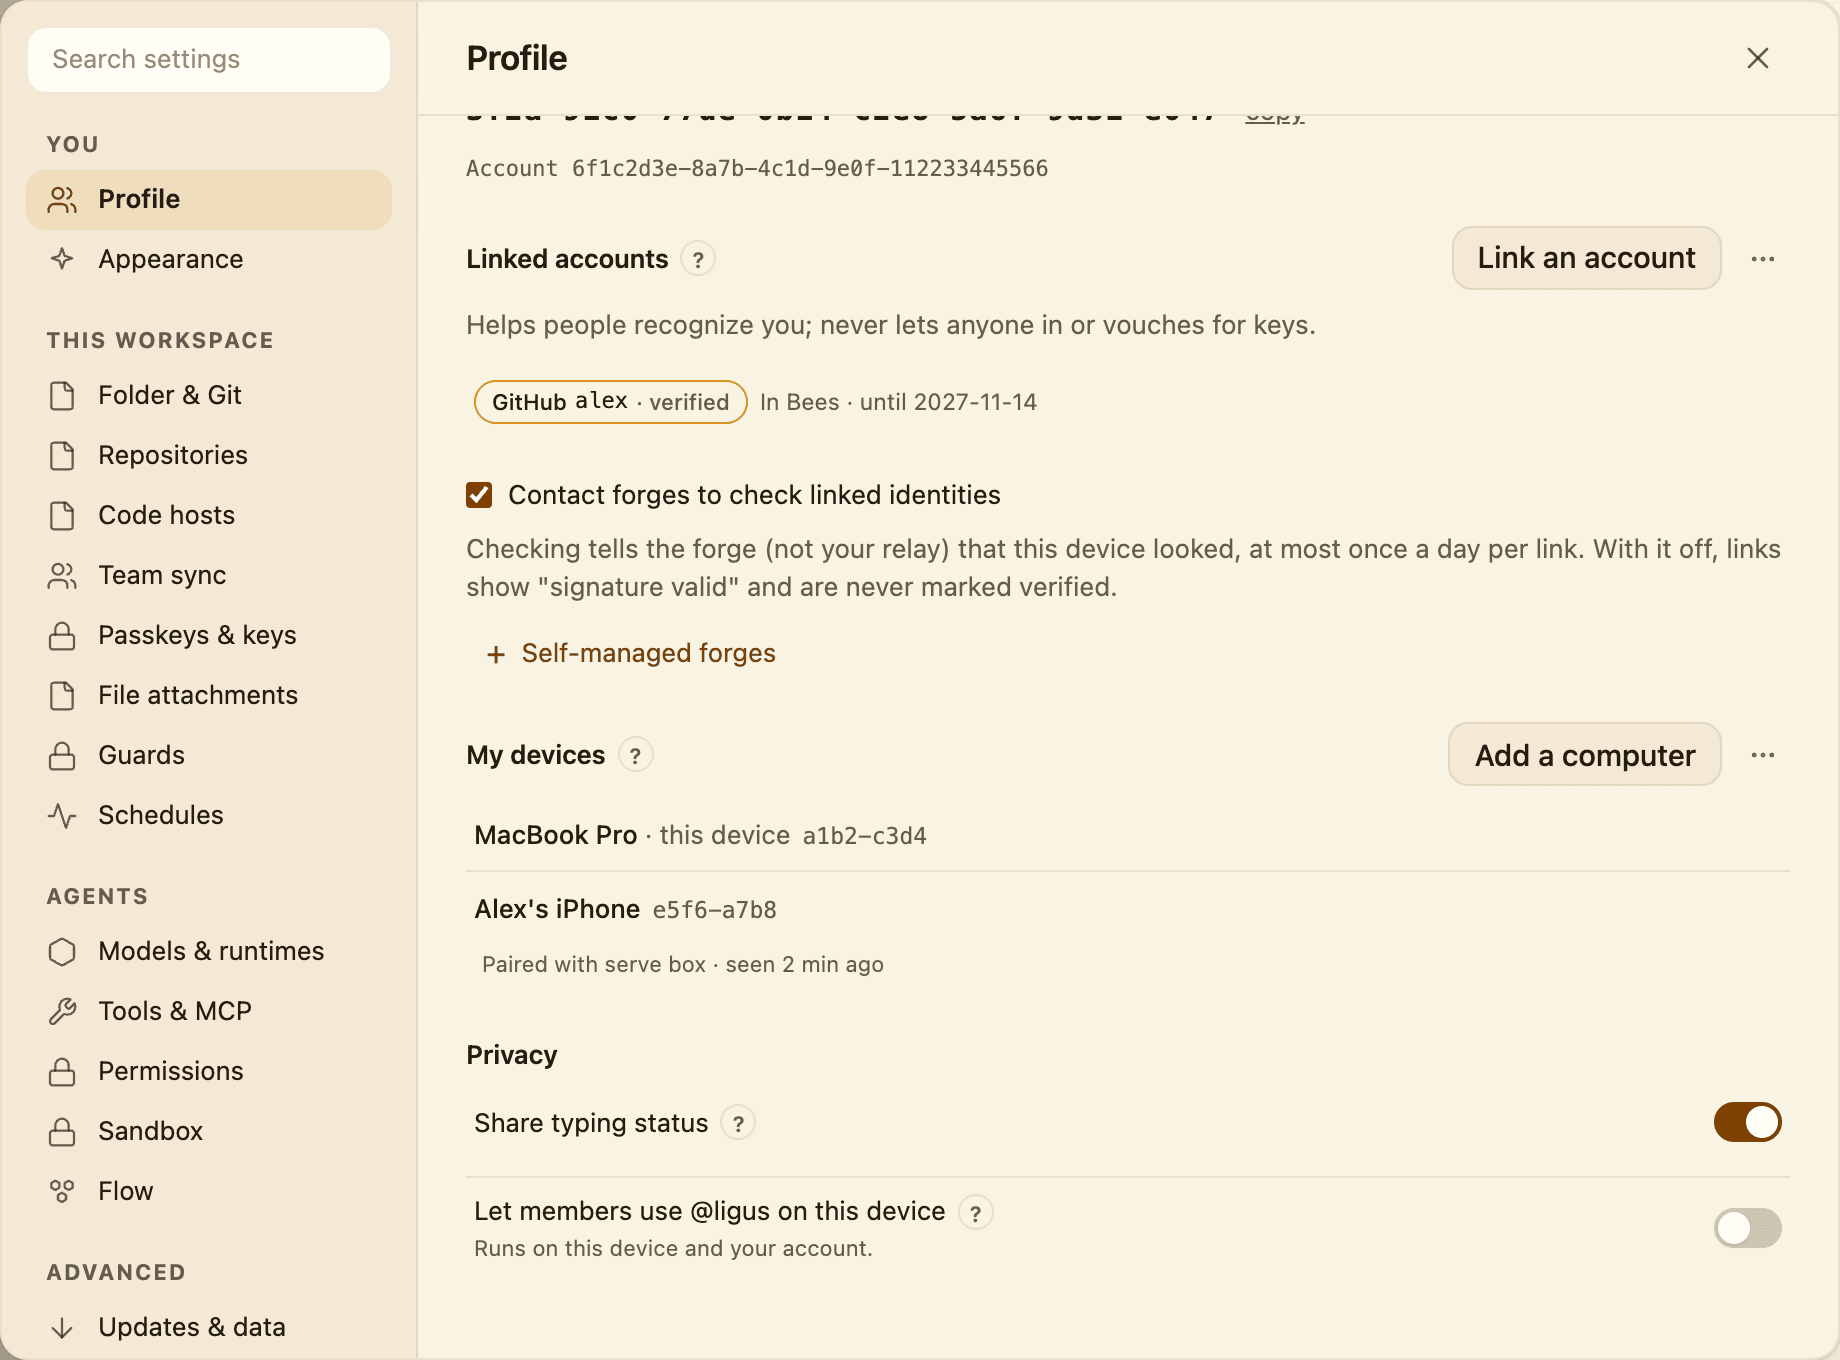 Search settings
YOU
Profile
Appearance
THIS WORKSPACE
Folder & Git
Repositories
Code hosts
Team sync
Passkeys & keys
File attachments
Guards
Schedules
AGENTS
Models & runtimes
Tools & MCP
Permissions
Sandbox
Flow
ADVANCED
Updates & data
Profile
copy
Account 6f1c2d3e-8a7b-4c1d-9e0f-112233445566
Linked accounts ?
Link an account
Helps people recognize you; never lets anyone in or vouches for keys.
GitHub alex · verified In Bees · until 2027-11-14
Contact forges to check linked identities
Checking tells the forge (not your relay) that this device looked, at most once a day per link. With it off, links
show "signature valid" and are never marked verified.
+ Self-managed forges
My devices ?
Add a computer
MacBook Pro · this device a1b2-c3d4
Alex's iPhone e5f6-a7b8
Paired with serve box · seen 2 min ago
Privacy
Share typing status ?
Let members use @ligus on this device ?
Runs on this device and your account.